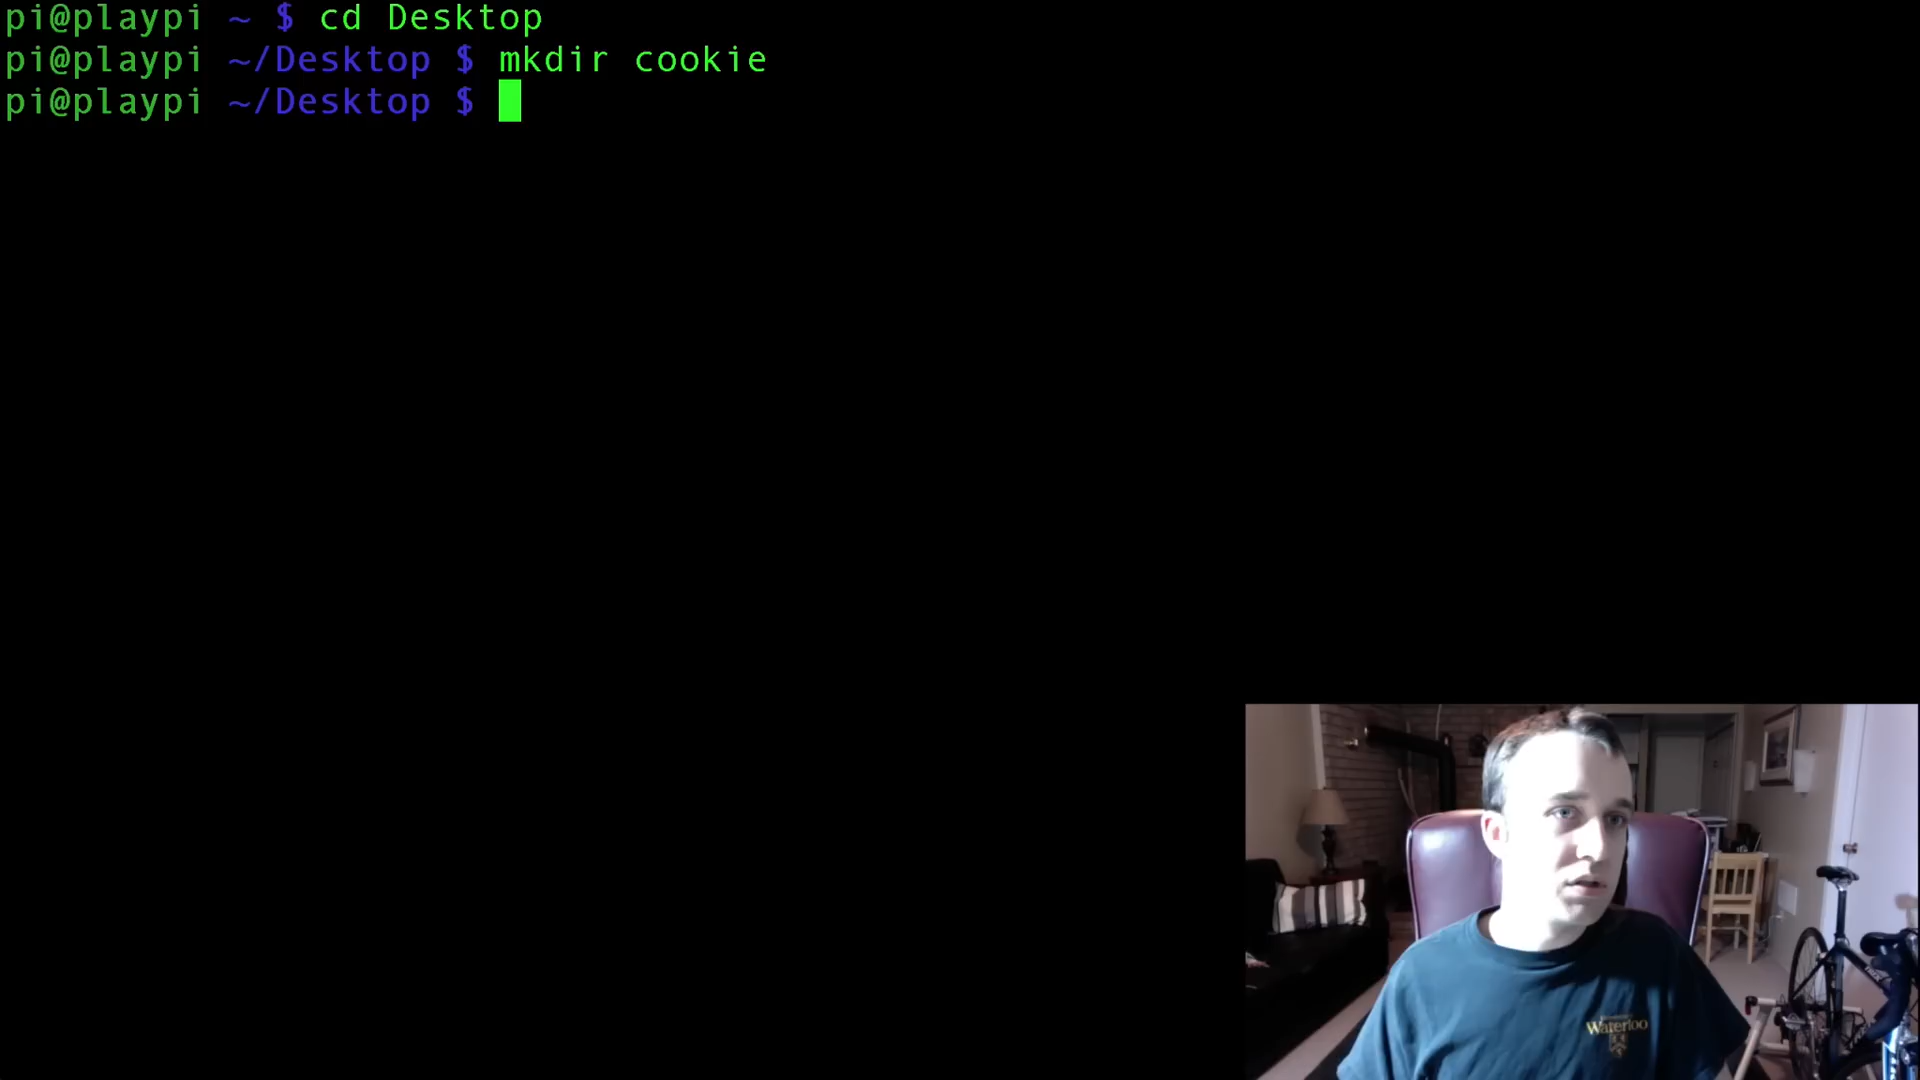 pi@playpi ~ $ cd Desktop
pi@playpi ~/Desktop $ mkdir cookie
pi@playpi ~/Desktop $
Waterloo